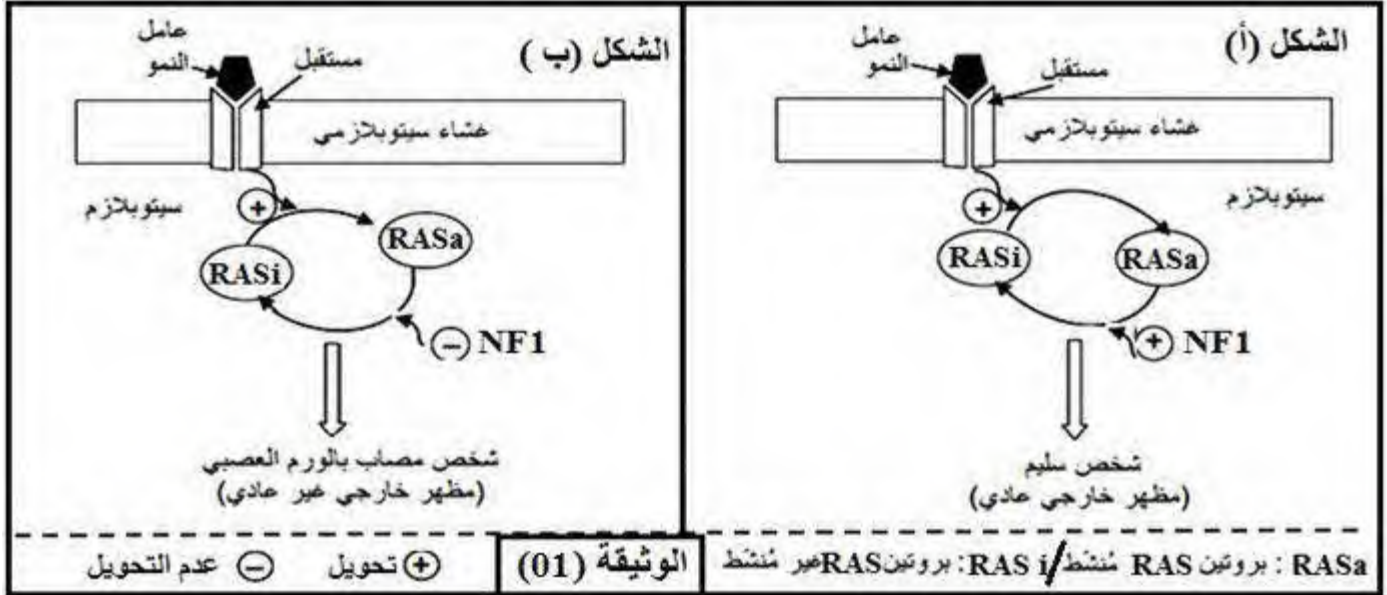 الشكل (أ)
عامل
النمو
مستقبل
غشاء سيتوبلازمي
سيتوبلازم
+
RASi
RASa
+ NF1
شخص سليم
(مظهر خارجي عادي)
الشكل (ب)
عامل
النمو
مستقبل
غشاء سيتوبلازمي
سيتوبلازم
+
RASi
RASa
− NF1
شخص مصاب بالورم العصبي
(مظهر خارجي غير عادي)
RASa : بروتين RAS مُنشّط / RAS i : بروتين RAS غير مُنشّط
الوثيقة (01)
+ تحويل − عدم التحويل